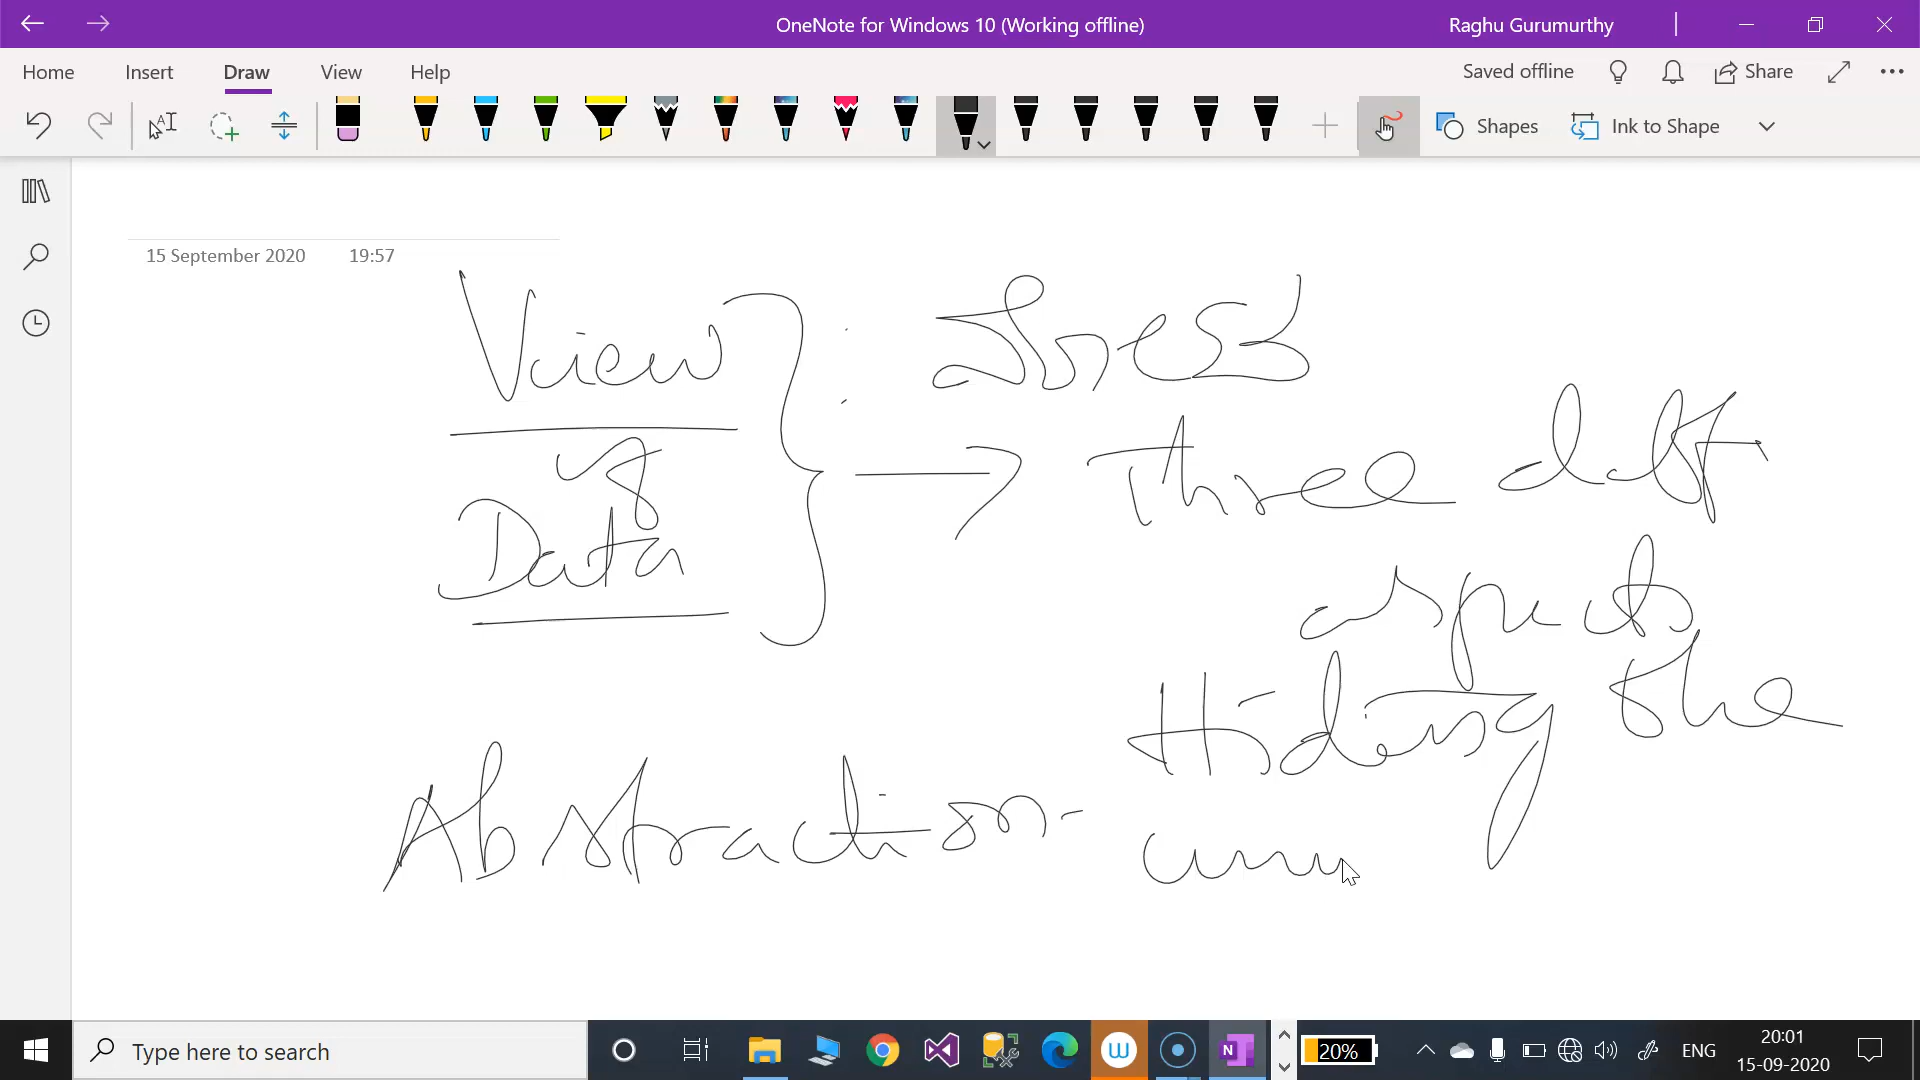 OneNote for Windows 10 (Working offline)
Raghu Gurumurthy
Home Insert Draw View Help
Saved offline Share
Shapes Ink to Shape
15 September 2020 19:57
View
of
Data
:
Three
aspects
Hiding the
Abstraction -
Type here to search
20%
ENG
20:01
15-09-2020